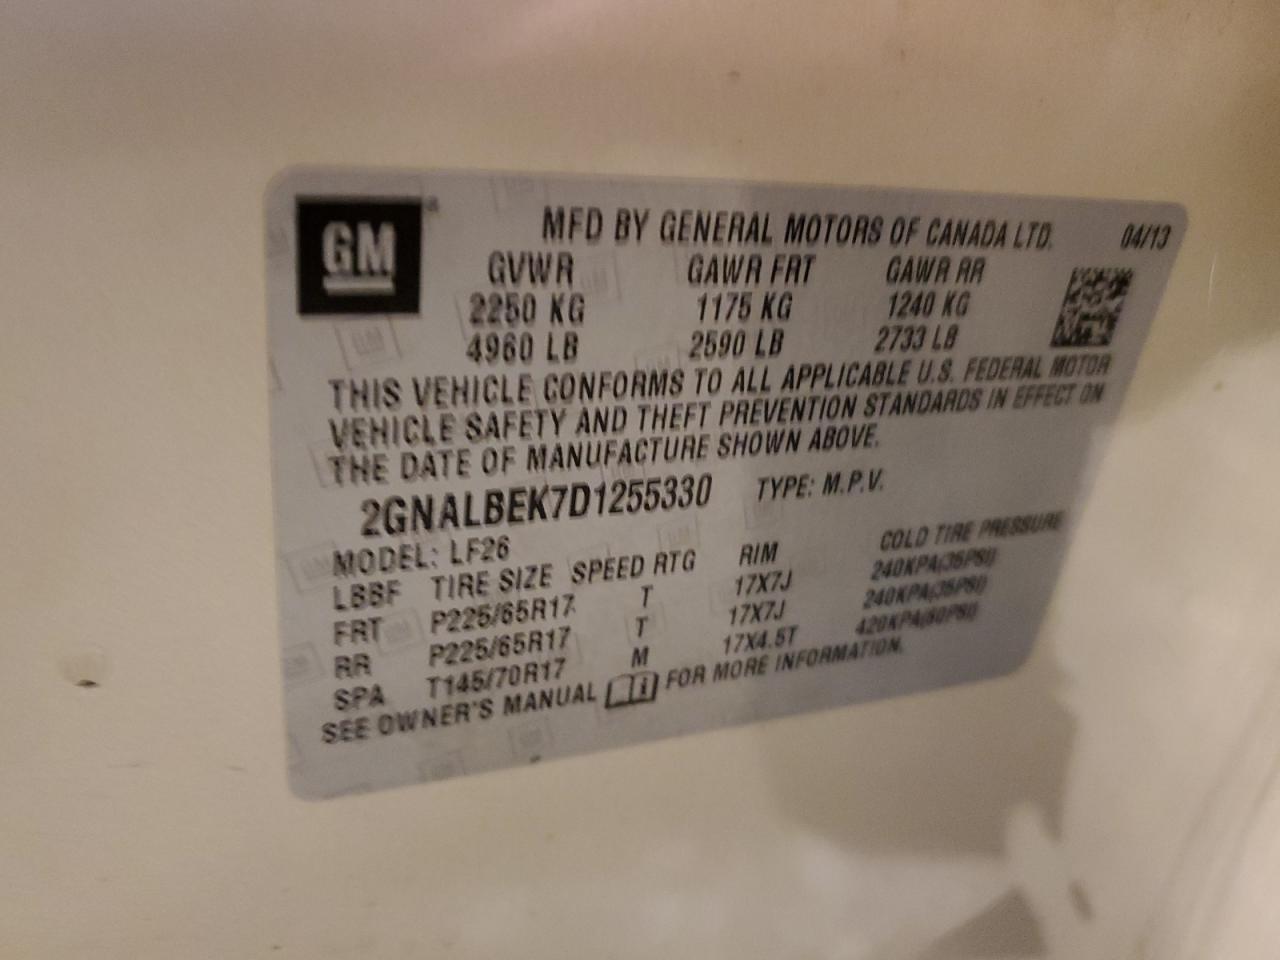 GM
MFD BY GENERAL MOTORS OF CANADA LTD. 04/13
GVWR GAWR FRT GAWR RR
2250 KG 1175 KG 1240 KG
4960 LB 2590 LB 2733 LB
THIS VEHICLE CONFORMS TO ALL APPLICABLE U.S. FEDERAL MOTOR
VEHICLE SAFETY AND THEFT PREVENTION STANDARDS IN EFFECT ON
THE DATE OF MANUFACTURE SHOWN ABOVE.
2GNALBEK7D1255330 TYPE: M.P.V.
MODEL: LF26
LBBF TIRE SIZE SPEED RTG RIM COLD TIRE PRESSURE
FRT P225/65R17 T 17X7J 240KPA(35PSI)
RR P225/65R17 T 17X7J 240KPA(35PSI)
SPA T145/70R17 M 17X4.5T 420KPA(60PSI)
SEE OWNER'S MANUAL FOR MORE INFORMATION.